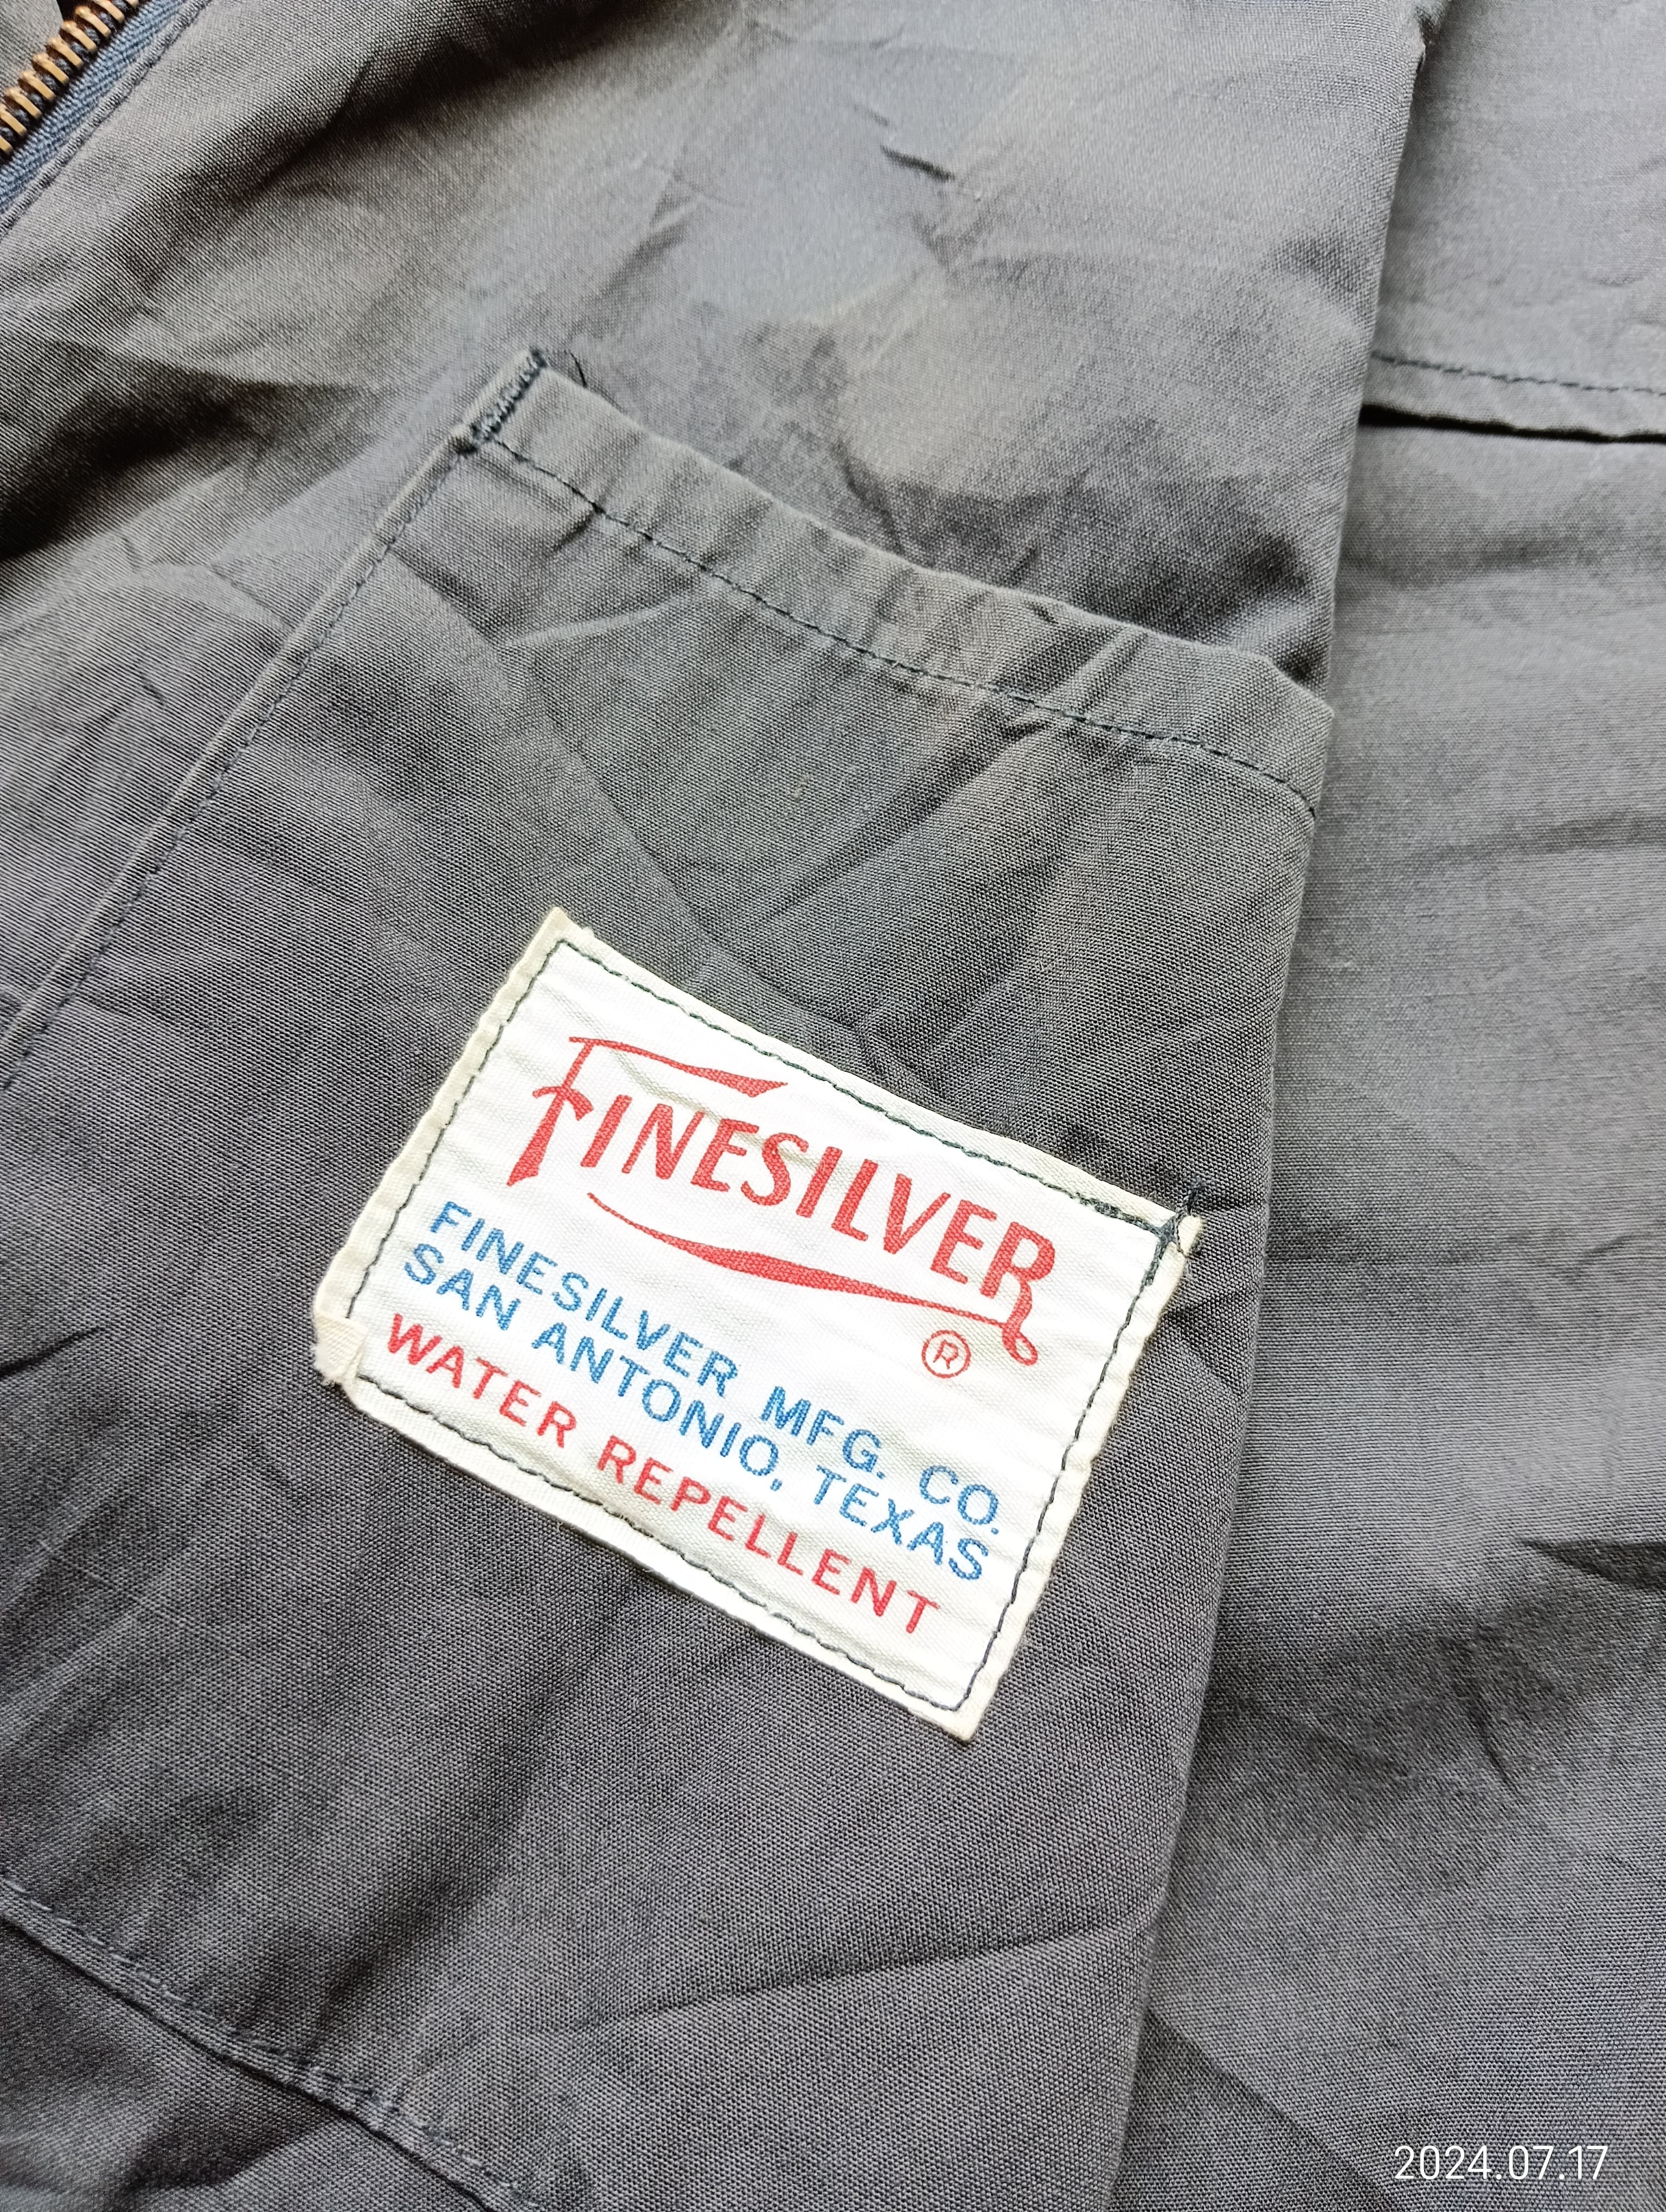 FINESILVER
®
FINESILVER MFG. CO.
SAN ANTONIO, TEXAS
WATER REPELLENT
2024.07.17